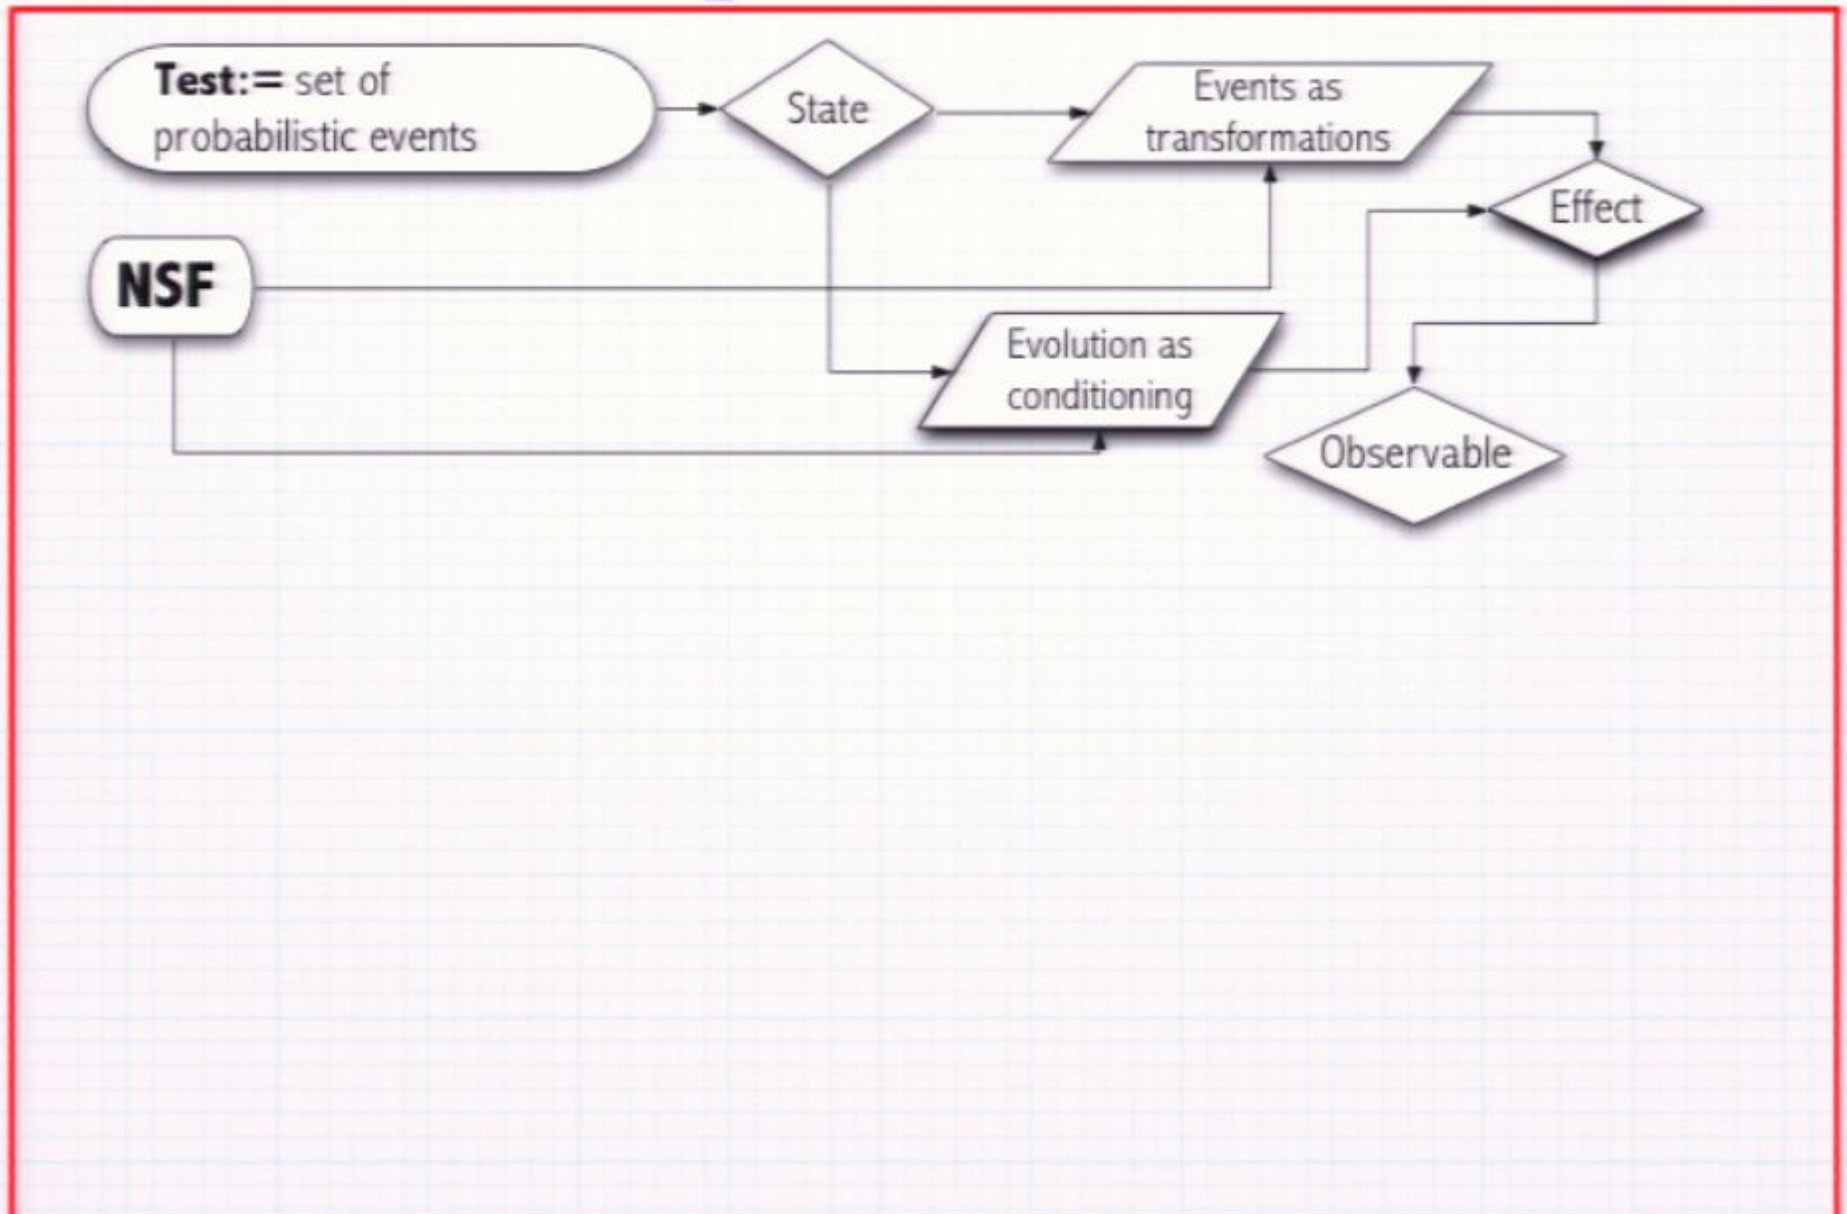 Test:= set of
probabilistic events
State
Events as
transformations
Effect
NSF
Evolution as
conditioning
Observable